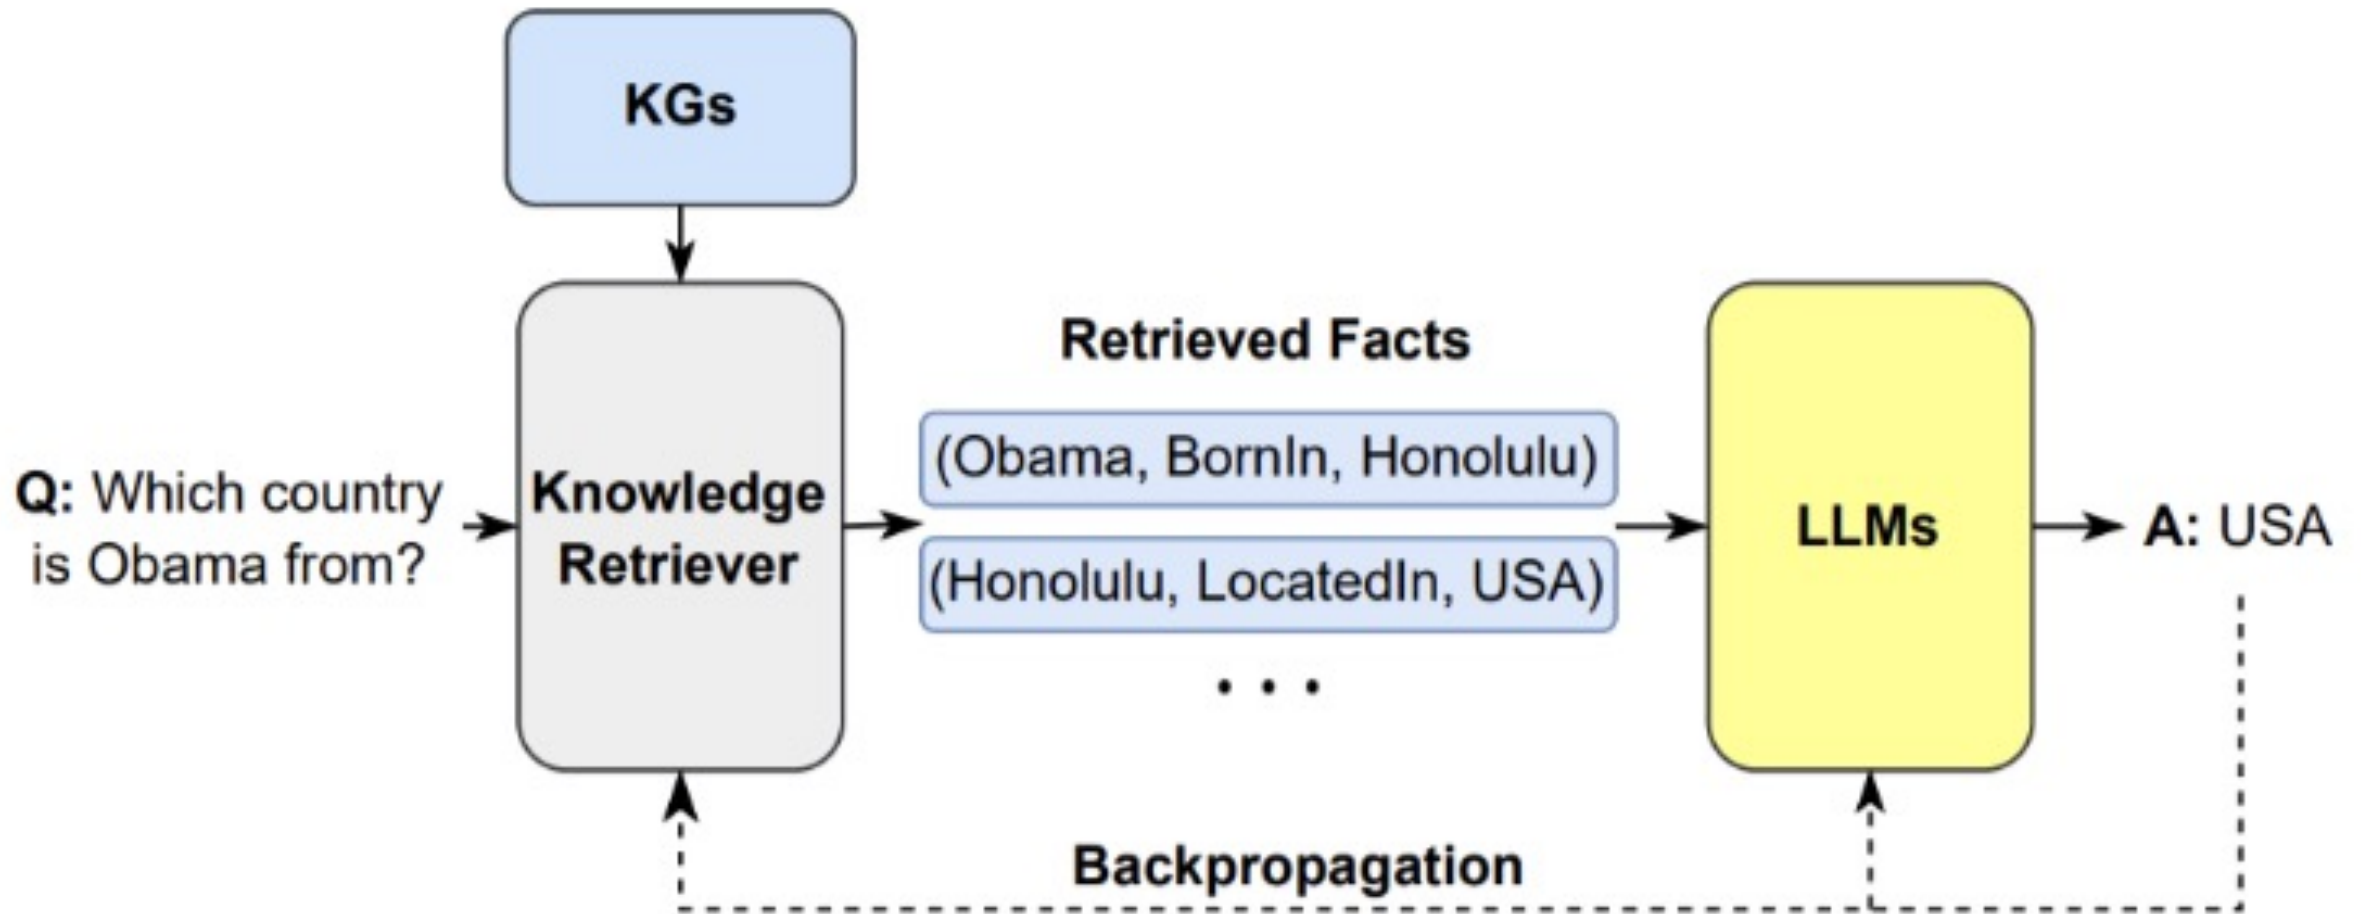 KGs
Q: Which country
is Obama from?
Knowledge
Retriever
Retrieved Facts
(Obama, BornIn, Honolulu)
(Honolulu, LocatedIn, USA)
. . .
LLMs
A: USA
Backpropagation